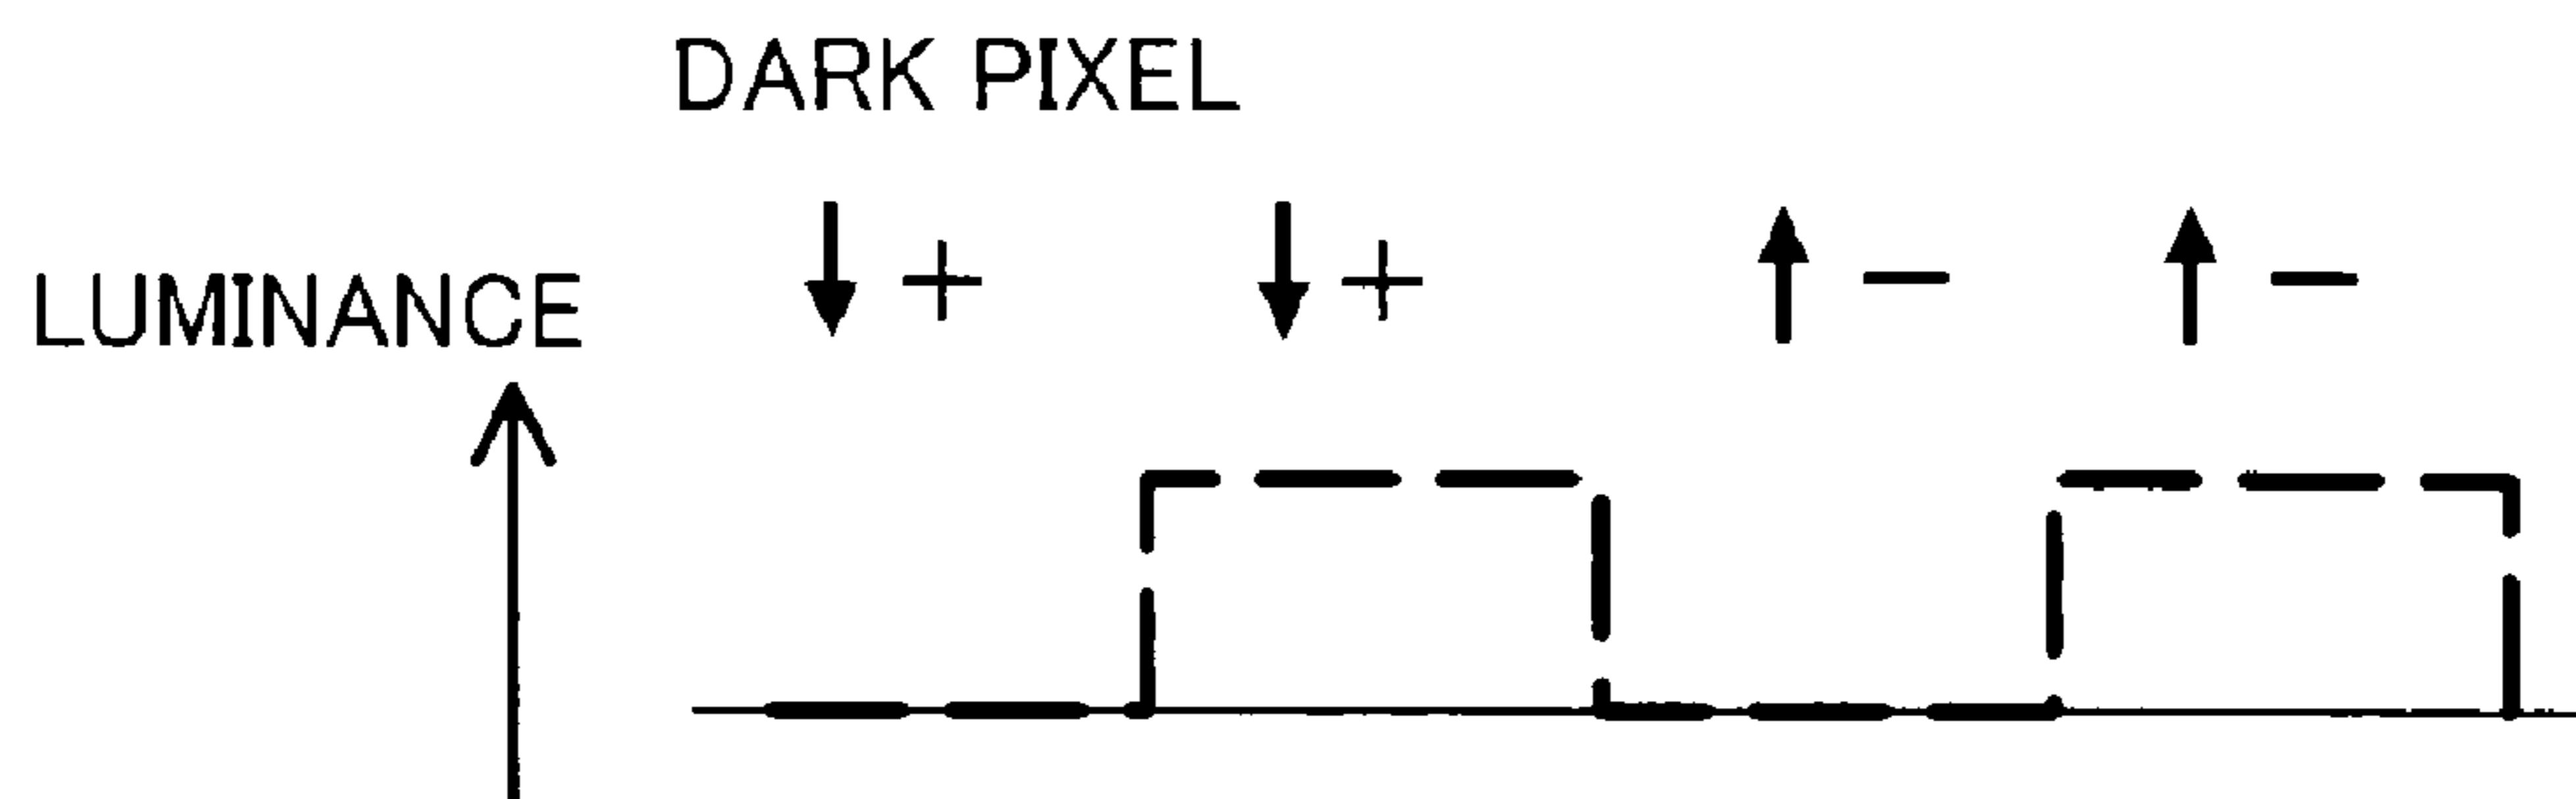 DARK PIXEL
↓ + ↓ + ↑ − ↑ −
LUMINANCE